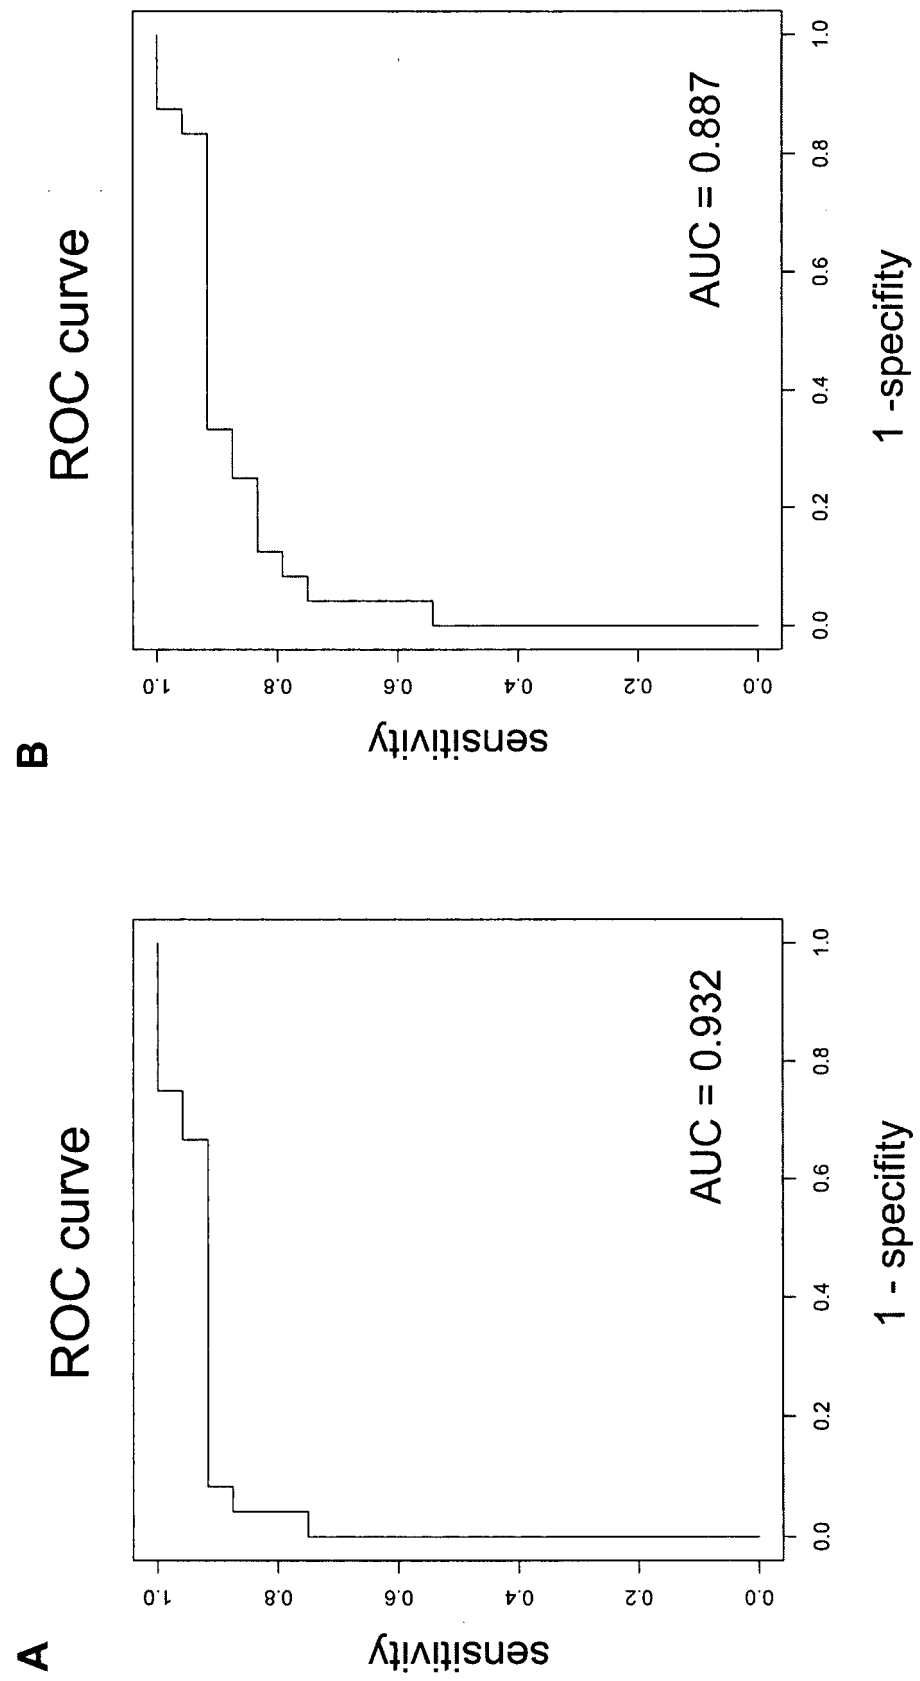 A
ROC curve
sensitivity
1.0
0.8
0.6
0.4
0.2
0.0
AUC = 0.932
0.0 0.2 0.4 0.6 0.8 1.0
1 - specifity
B
ROC curve
sensitivity
1.0
0.8
0.6
0.4
0.2
0.0
AUC = 0.887
0.0 0.2 0.4 0.6 0.8 1.0
1 -specifity